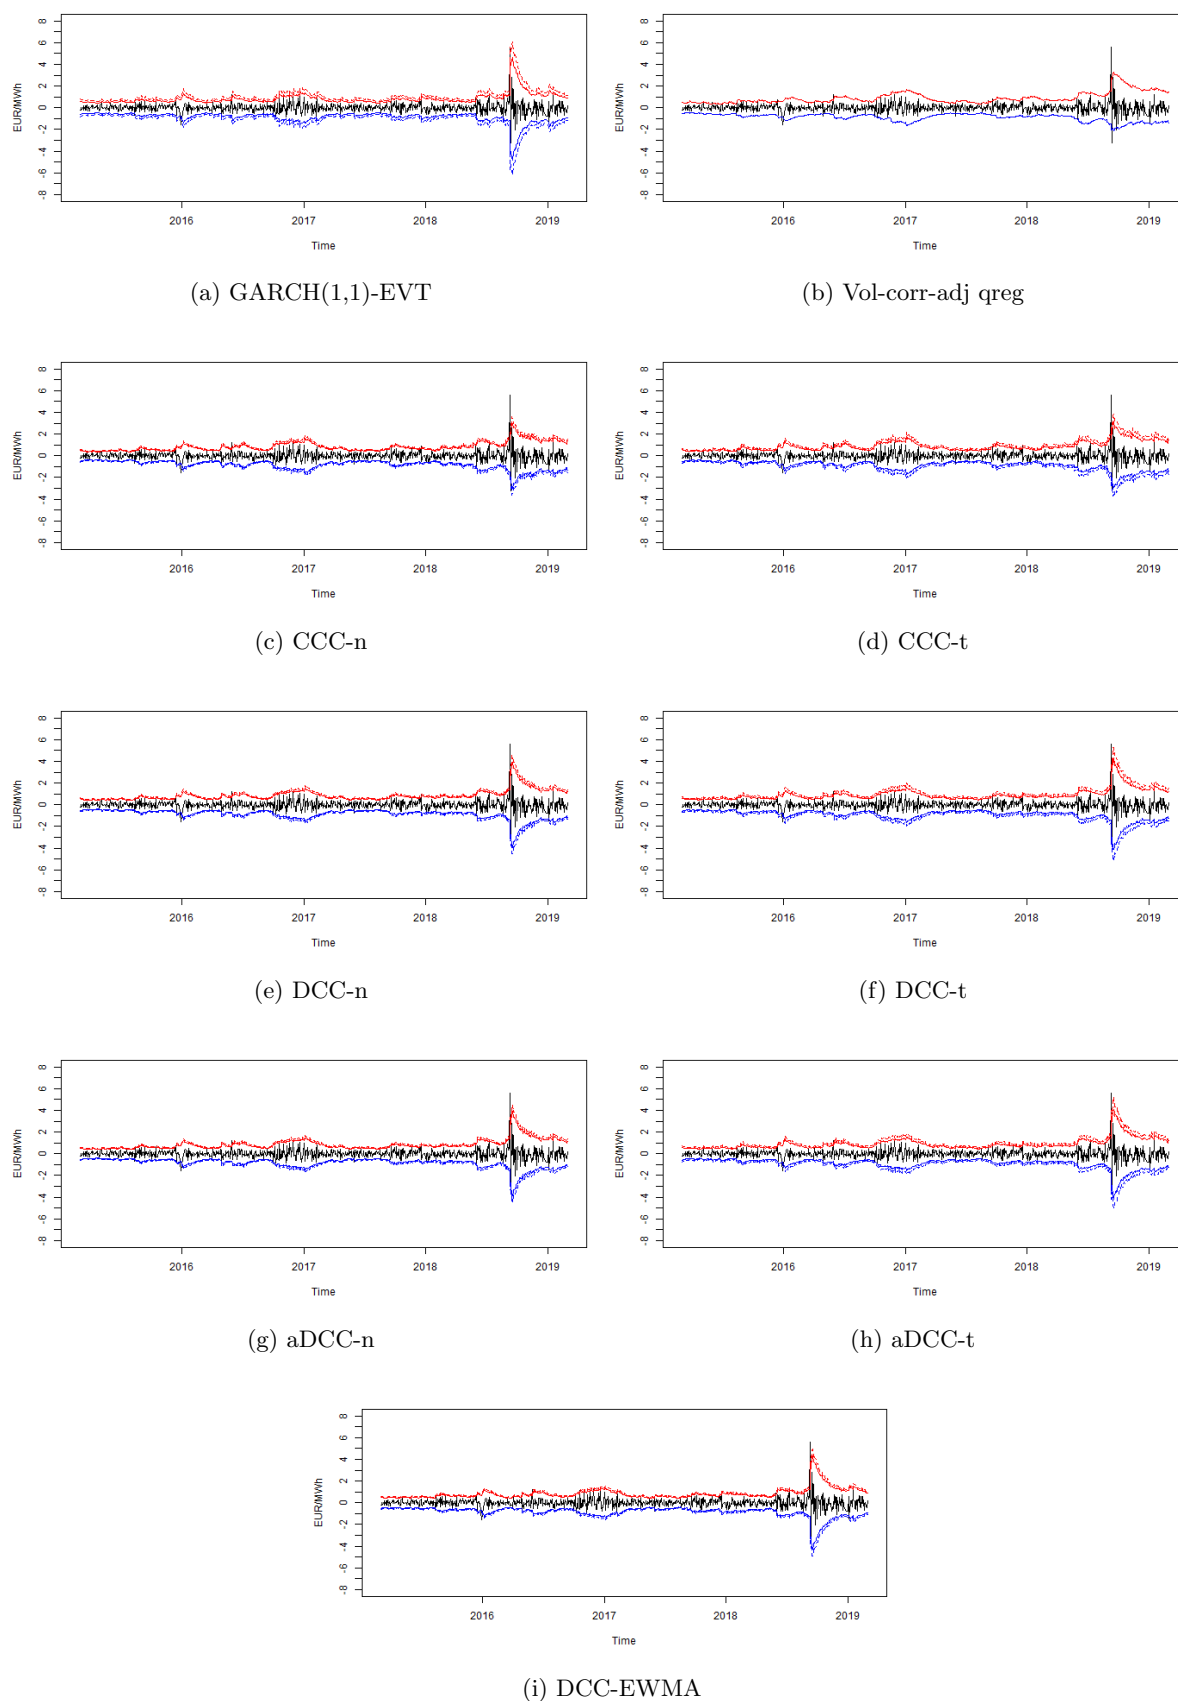 8
6
4
2
0
-2
-4
-6
-8
EUR/MWh
2016 2017 2018 2019
Time
(a) GARCH(1,1)-EVT
8
6
4
2
0
-2
-4
-6
-8
EUR/MWh
2016 2017 2018 2019
Time
(b) Vol-corr-adj qreg
8
6
4
2
0
-2
-4
-6
-8
EUR/MWh
2016 2017 2018 2019
Time
(c) CCC-n
8
6
4
2
0
-2
-4
-6
-8
EUR/MWh
2016 2017 2018 2019
Time
(d) CCC-t
8
6
4
2
0
-2
-4
-6
-8
EUR/MWh
2016 2017 2018 2019
Time
(e) DCC-n
8
6
4
2
0
-2
-4
-6
-8
EUR/MWh
2016 2017 2018 2019
Time
(f) DCC-t
8
6
4
2
0
-2
-4
-6
-8
EUR/MWh
2016 2017 2018 2019
Time
(g) aDCC-n
8
6
4
2
0
-2
-4
-6
-8
EUR/MWh
2016 2017 2018 2019
Time
(h) aDCC-t
8
6
4
2
0
-2
-4
-6
-8
EUR/MWh
2016 2017 2018 2019
Time
(i) DCC-EWMA